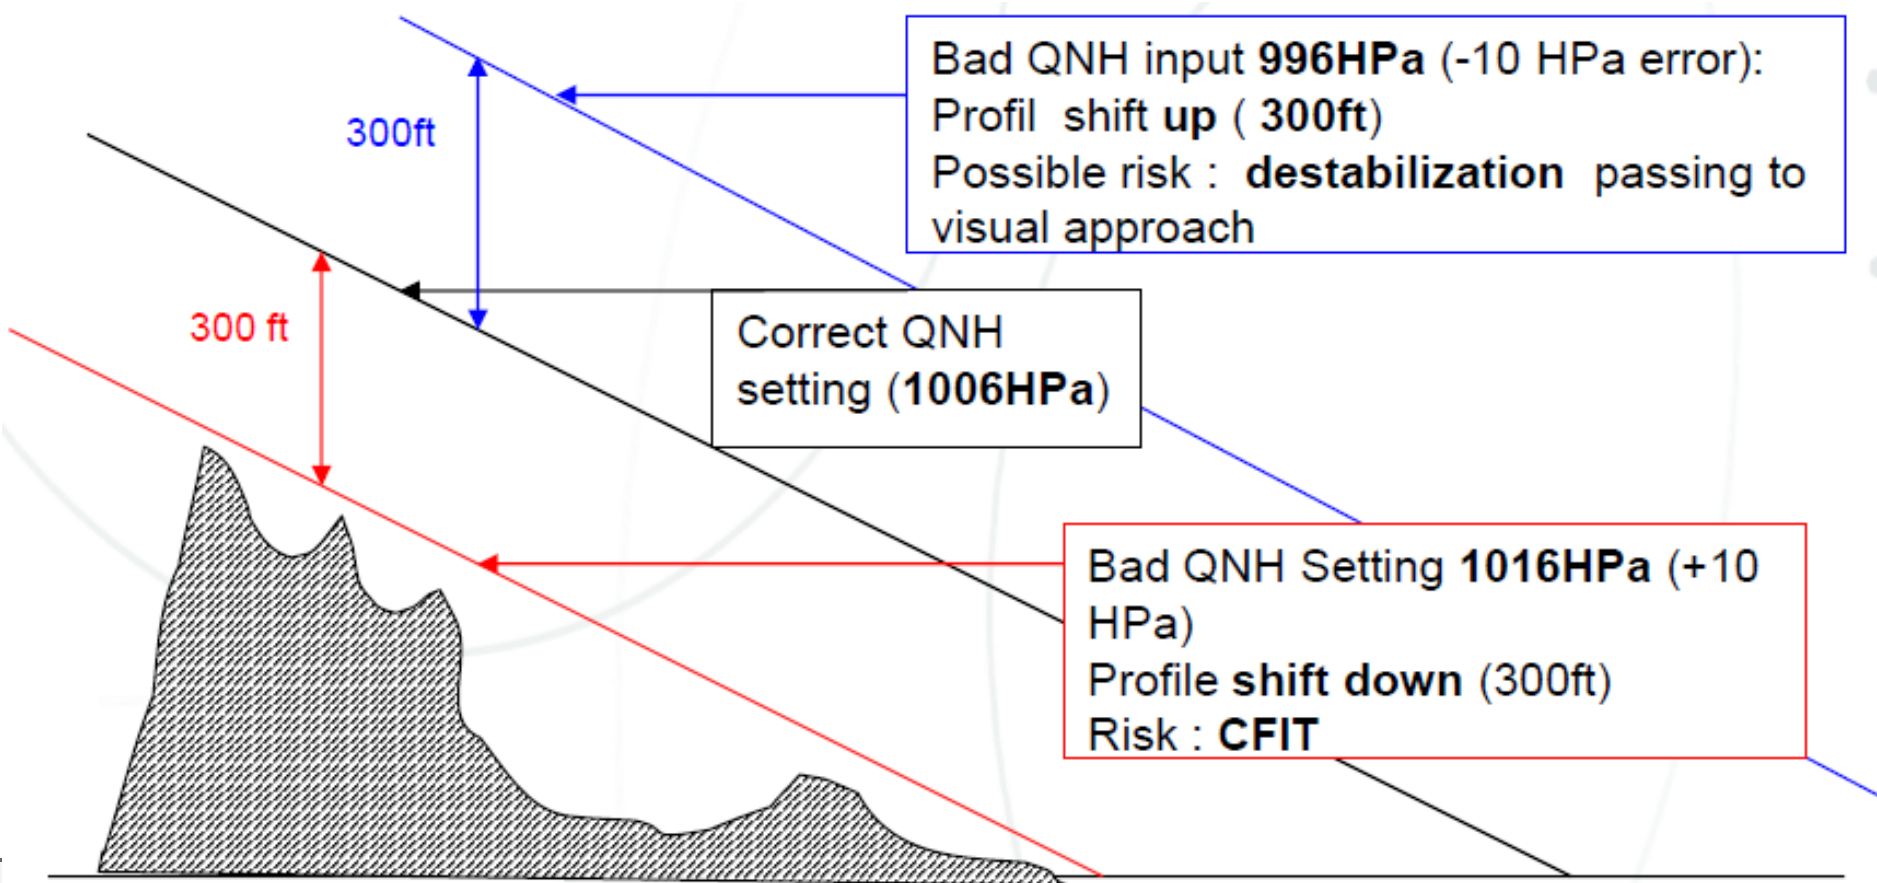 Bad QNH input 996HPa (-10 HPa error):
Profil shift up ( 300ft)
Possible risk : destabilization passing to
visual approach
300ft
300 ft
Correct QNH
setting (1006HPa)
Bad QNH Setting 1016HPa (+10
HPa)
Profile shift down (300ft)
Risk : CFIT